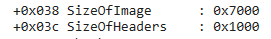 +0x038 SizeOfImage      : 0x7000
+0x03c SizeOfHeaders    : 0x1000